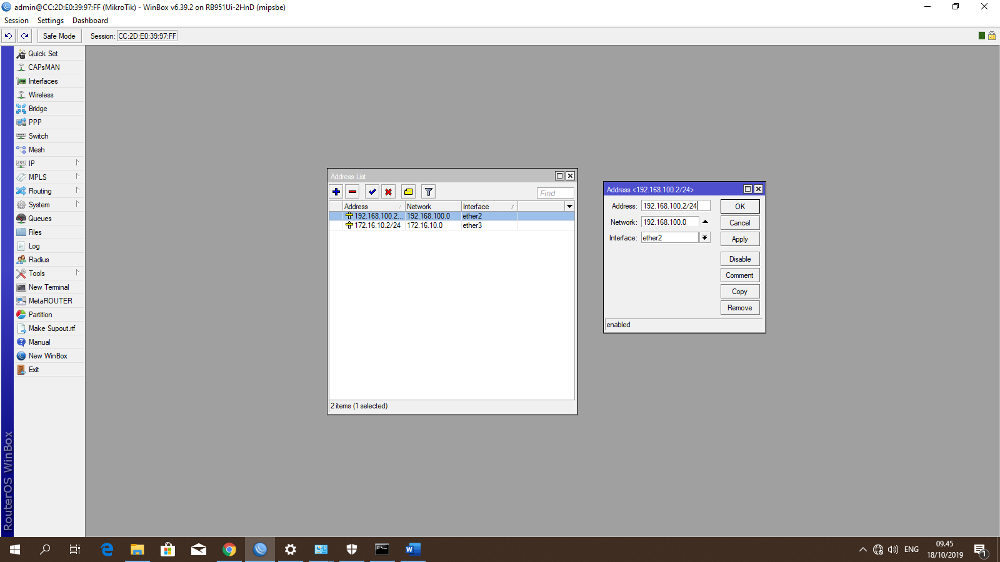 admin@CC:2D:E0:39:97:FF (MikroTik) - WinBox v6.39.2 on RB951Ui-2HnD (mipsbe)
Session Settings Dashboard
Safe Mode Session: CC:2D:E0:39:97:FF
Quick Set
CAPsMAN
Interfaces
Wireless
Bridge
PPP
Switch
Mesh
IP
MPLS
Routing
System
Queues
Files
Log
Radius
Tools
New Terminal
MetaROUTER
Partition
Make Supout.rif
Manual
New WinBox
Exit
RouterOS WinBox
Address List
Find
Address Network Interface
192.168.100.2... 192.168.100.0 ether2
172.16.10.2/24 172.16.10.0 ether3
2 items (1 selected)
Address <192.168.100.2/24>
Address: 192.168.100.2/24 OK
Network: 192.168.100.0 Cancel
Interface: ether2 Apply
Disable
Comment
Copy
Remove
enabled
ENG
09.45
18/10/2019
1